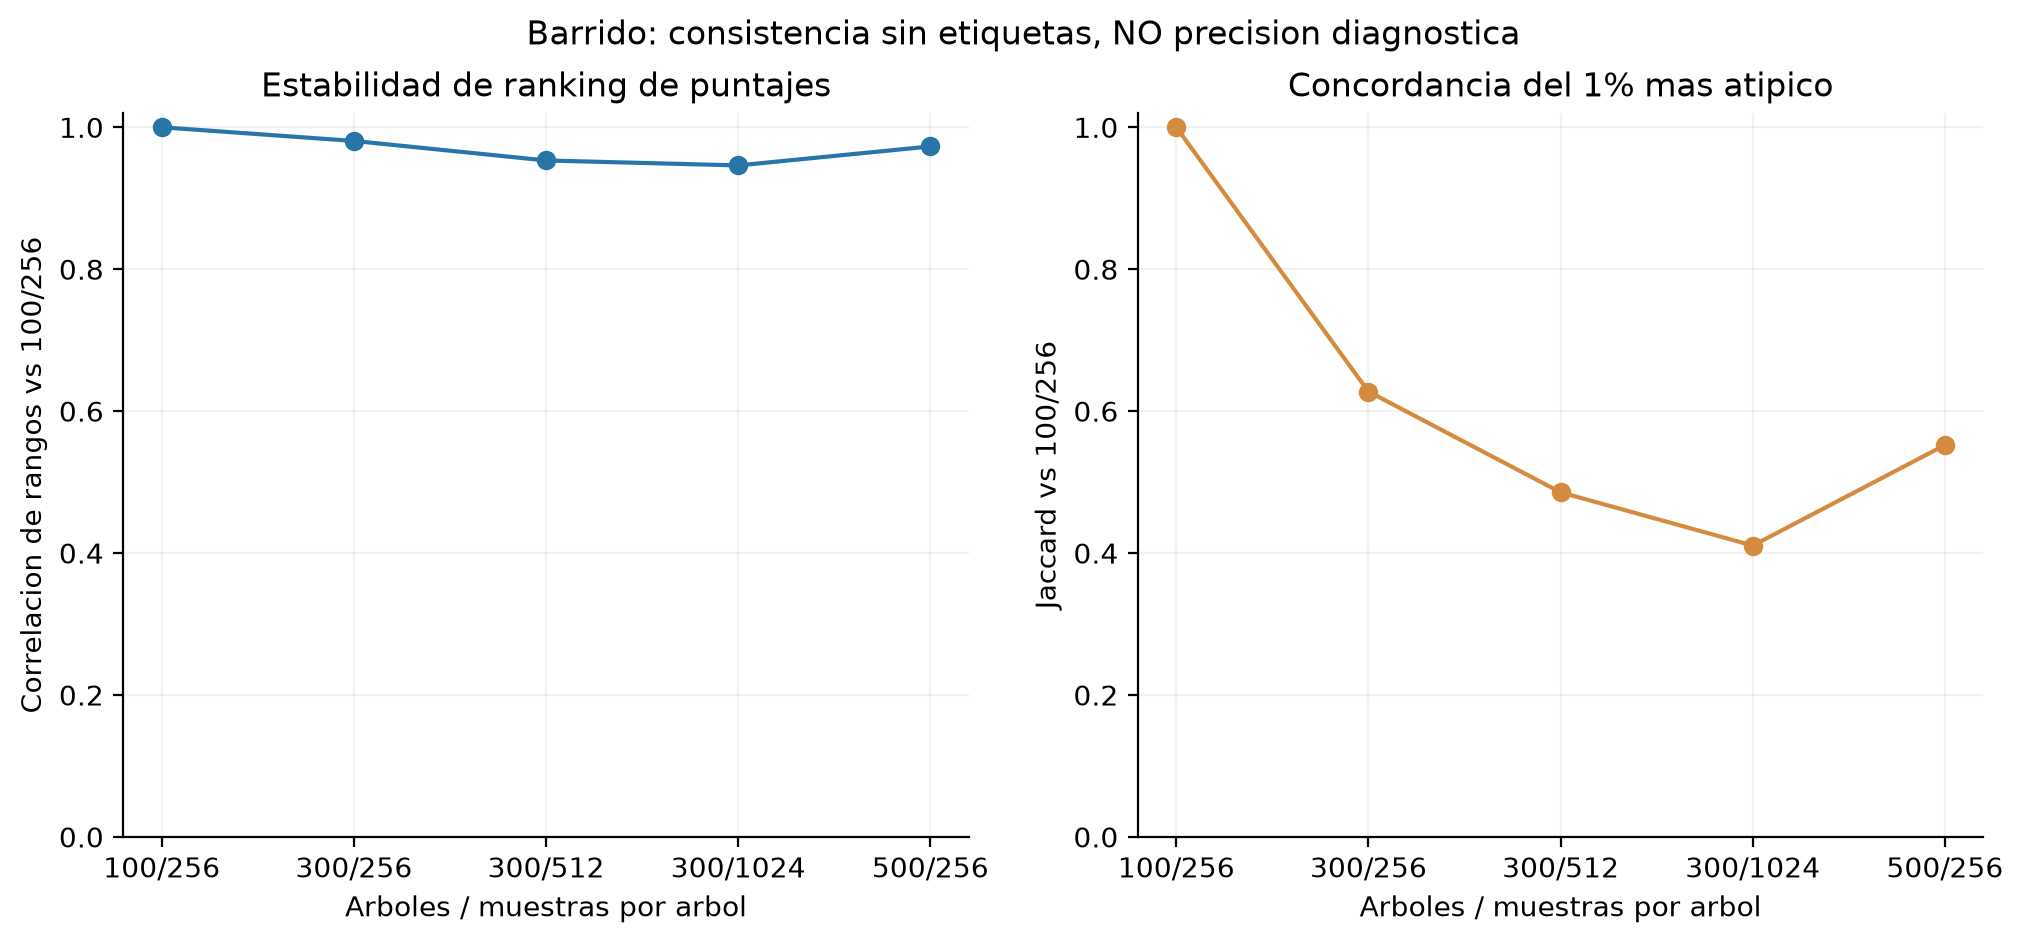 Barrido: consistencia sin etiquetas, NO precision diagnostica
Estabilidad de ranking de puntajes
Correlacion de rangos vs 100/256
1.0
0.8
0.6
0.4
0.2
0.0
100/256 300/256 300/512 300/1024 500/256
Arboles / muestras por arbol
Concordancia del 1% más atipico
Jaccard vs 100/256
1.0
0.8
0.6
0.4
0.2
0.0
100/256 300/256 300/512 300/1024 500/256
Arboles / muestras por arbol